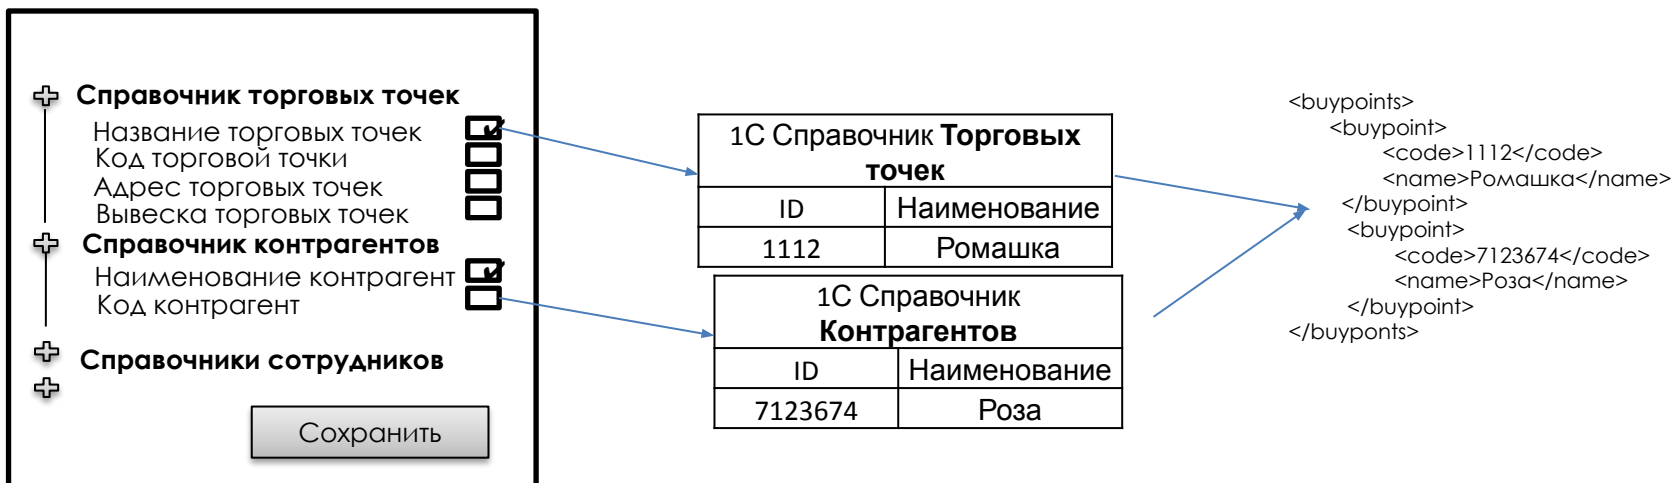 Справочник торговых точек
Название торговых точек
Код торговой точки
Адрес торговых точек
Вывеска торговых точек
Справочник контрагентов
Наименование контрагент
Код контрагент
Справочники сотрудников
Сохранить
1С Справочник Торговых
точек
ID Наименование
1112 Ромашка
1С Справочник
Контрагентов
ID Наименование
7123674 Роза
<buypoints>
<buypoint>
<code>1112</code>
<name>Ромашка</name>
</buypoint>
<buypoint>
<code>7123674</code>
<name>Роза</name>
</buypoint>
</buyponts>